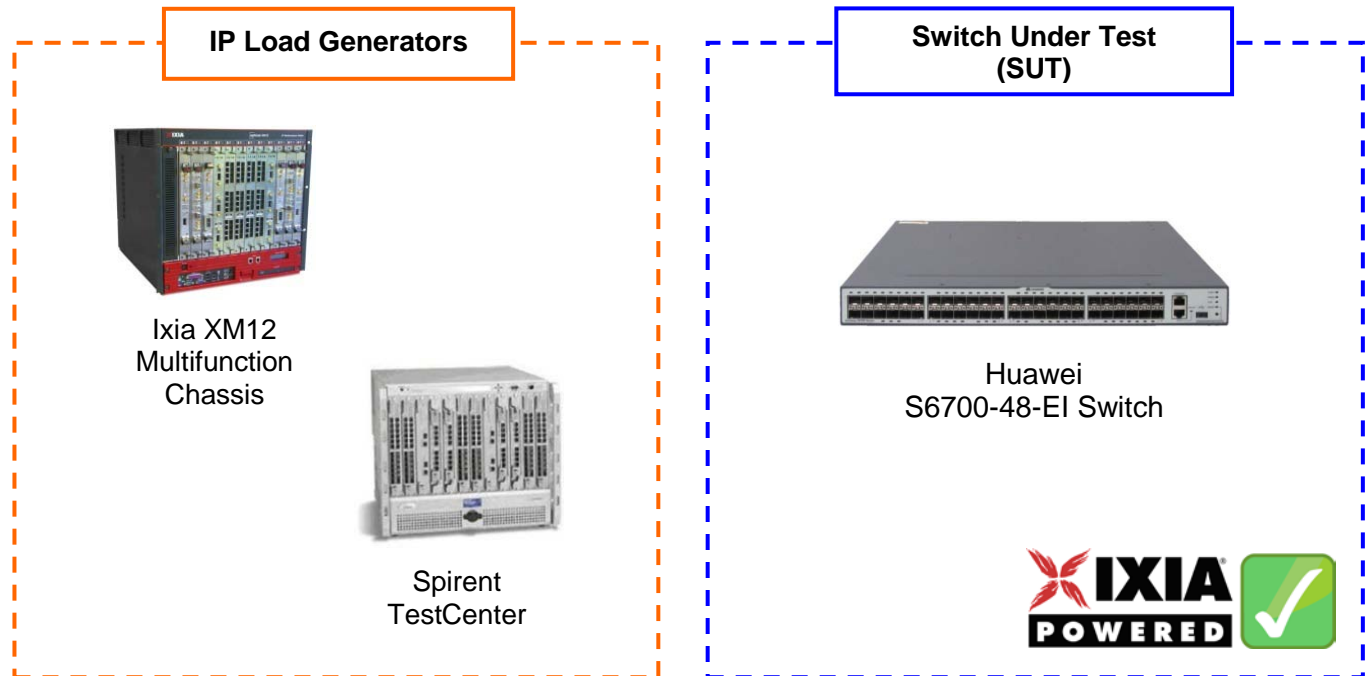 IP Load Generators
Switch Under Test
(SUT)
IXIA
Ixia XM12
Multifunction
Chassis
Huawei
S6700-48-EI Switch
Spirent
TestCenter
IXIA
POWERED